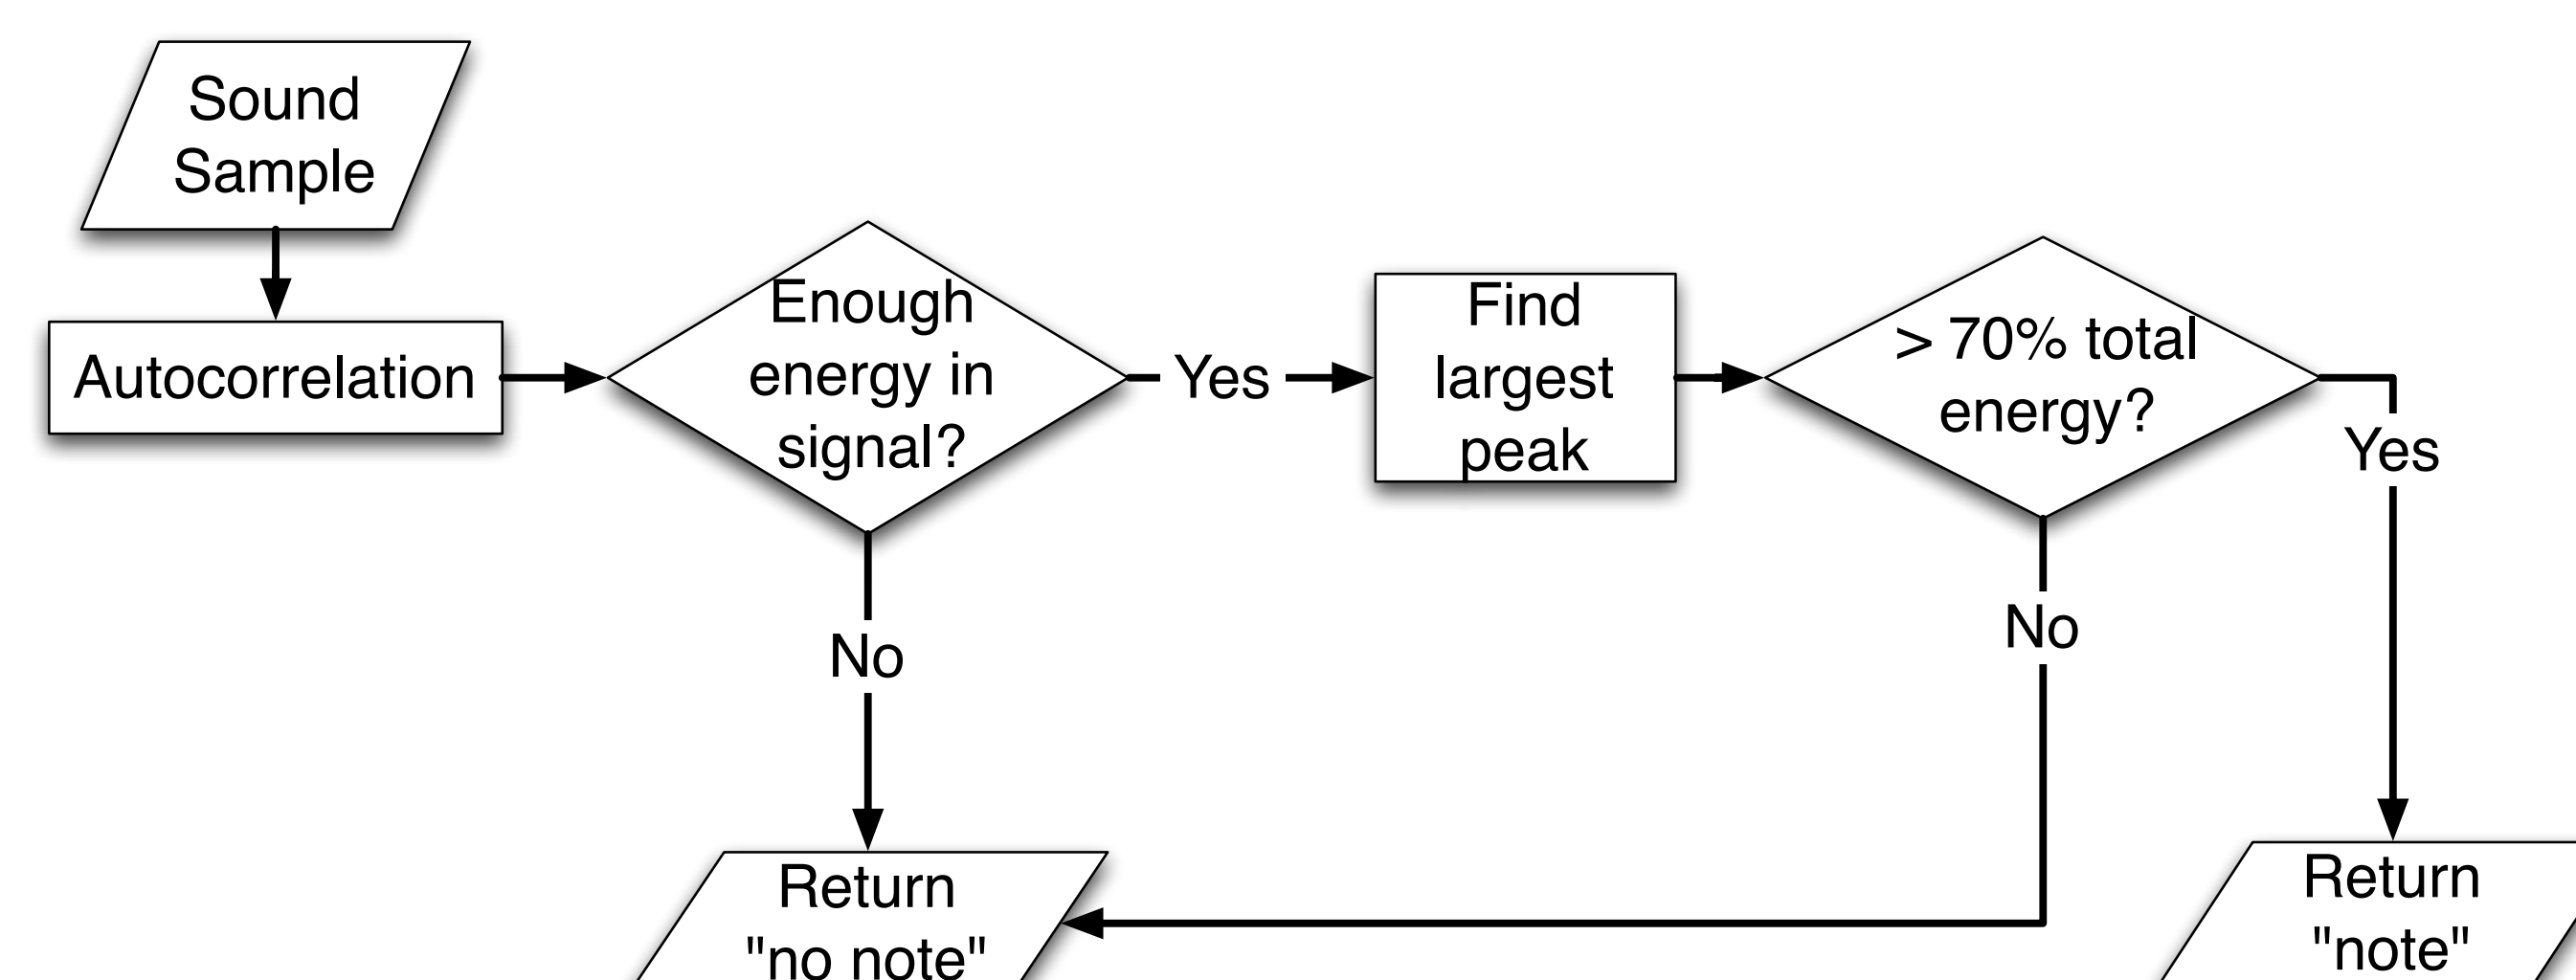 Sound
Sample
Autocorrelation
Enough
energy in
signal?
Yes
Find
largest
peak
> 70% total
energy?
Yes
No
No
Return
"no note"
Return
"note"